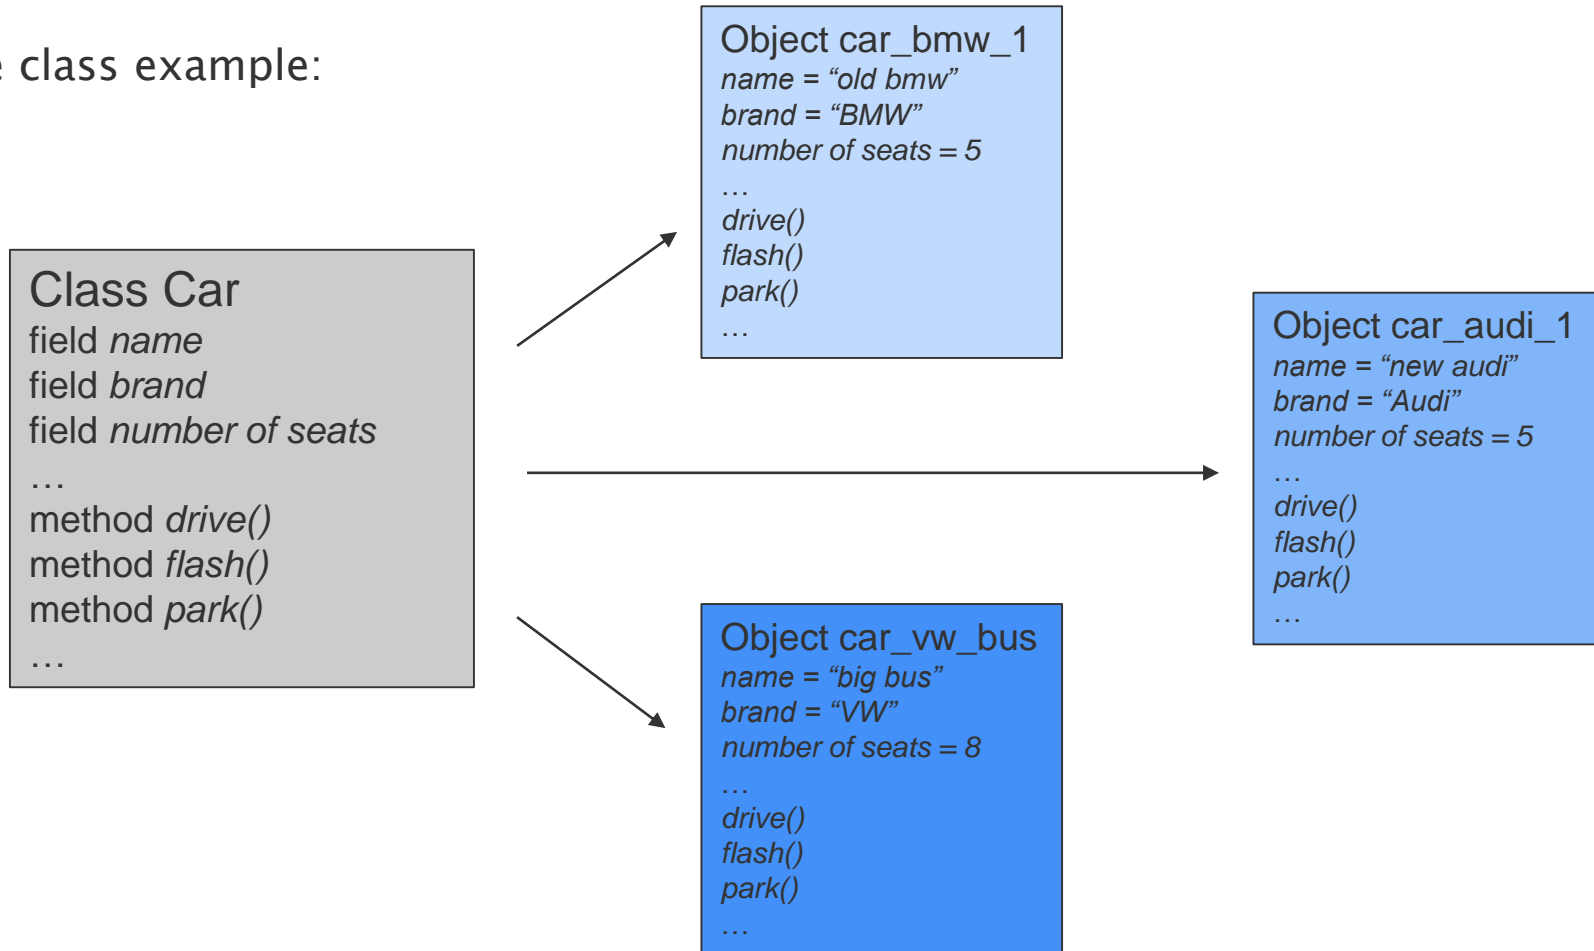 e class example:
Class Car
field name
field brand
field number of seats
…
method drive()
method flash()
method park()
…
Object car_bmw_1
name = “old bmw”
brand = “BMW”
number of seats = 5
…
drive()
flash()
park()
…
Object car_audi_1
name = “new audi”
brand = “Audi”
number of seats = 5
…
drive()
flash()
park()
…
Object car_vw_bus
name = “big bus”
brand = “VW”
number of seats = 8
…
drive()
flash()
park()
…